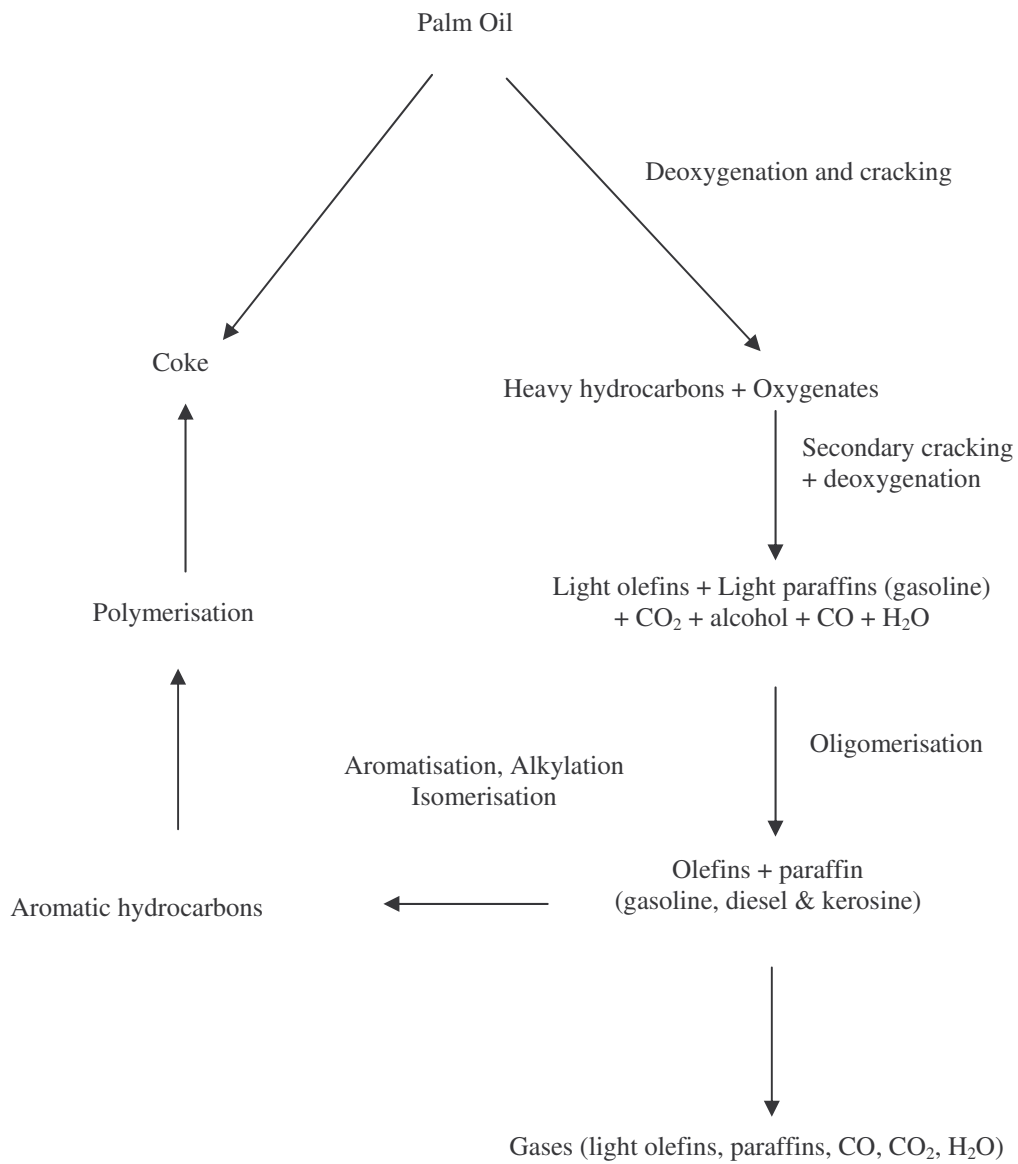 Palm Oil
Deoxygenation and cracking
Coke
Heavy hydrocarbons + Oxygenates
Secondary cracking
+ deoxygenation
Light olefins + Light paraffins (gasoline)
+ CO₂ + alcohol + CO + H₂O
Polymerisation
Oligomerisation
Aromatisation, Alkylation
Isomerisation
Olefins + paraffin
(gasoline, diesel & kerosine)
Aromatic hydrocarbons
Gases (light olefins, paraffins, CO, CO₂, H₂O)